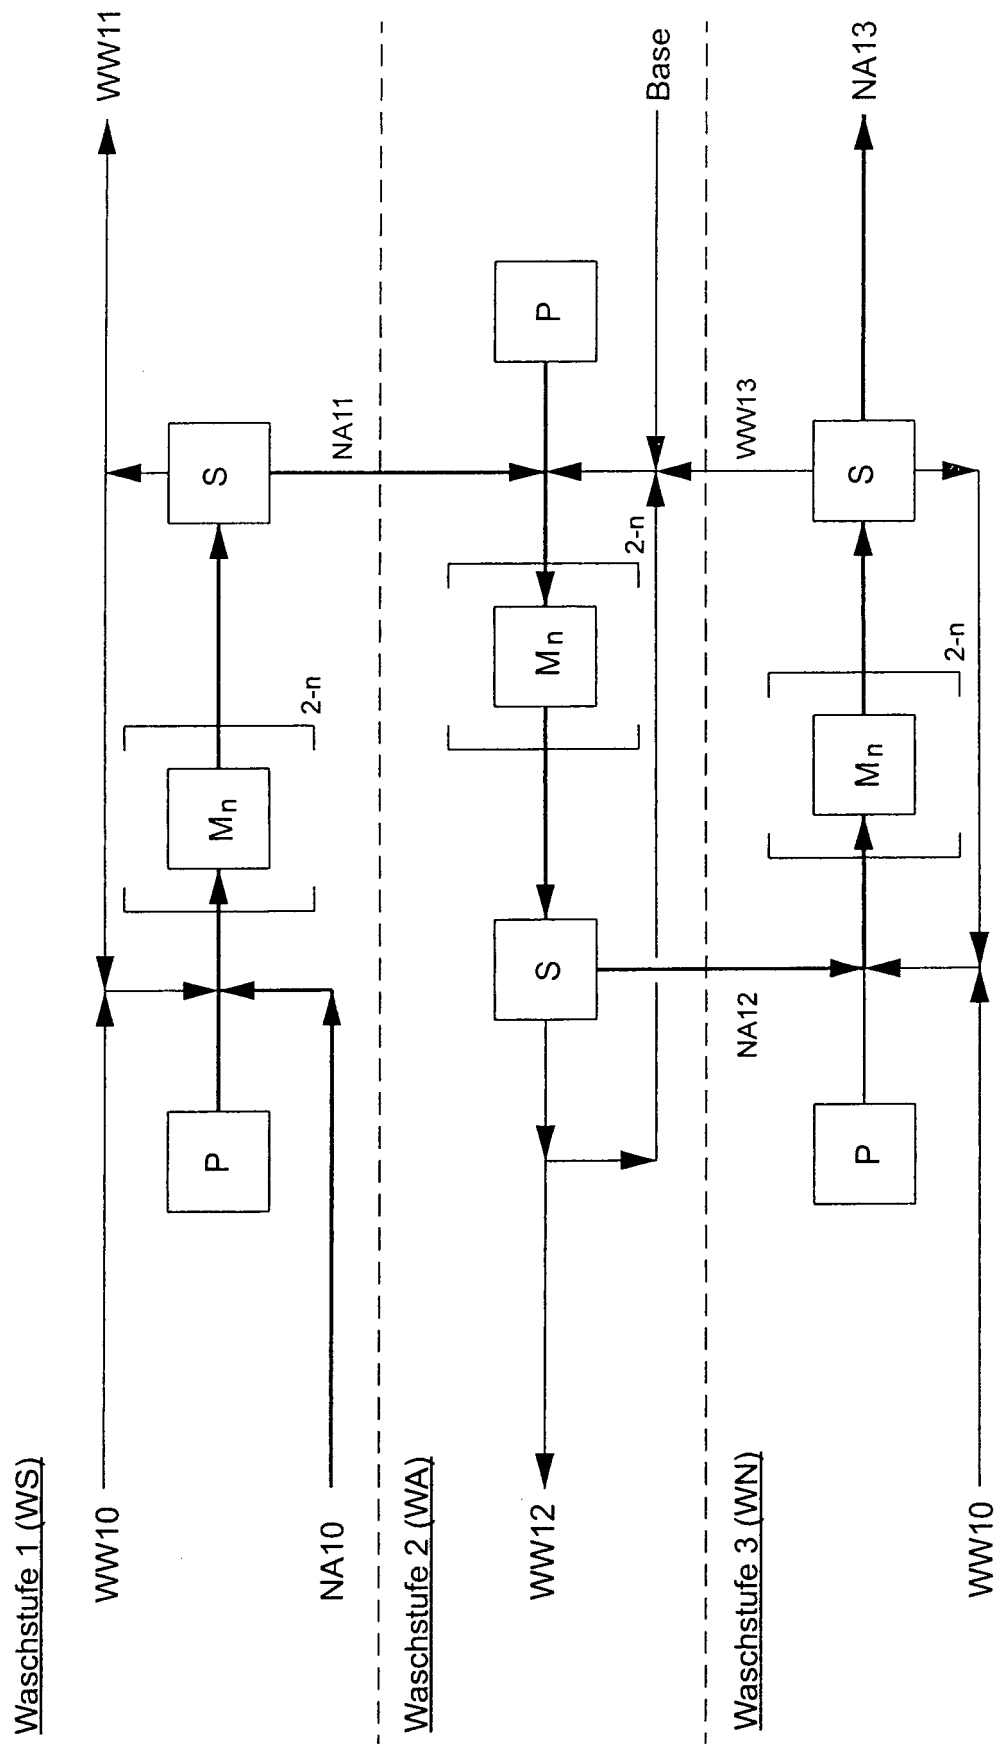 Waschstufe 1 (WS)
WW10
WW11
P
Mn
2-n
S
NA10
NA11
Waschstufe 2 (WA)
WW12
S
Mn
2-n
P
Base
Waschstufe 3 (WN)
NA12
WW13
P
Mn
2-n
S
NA13
WW10